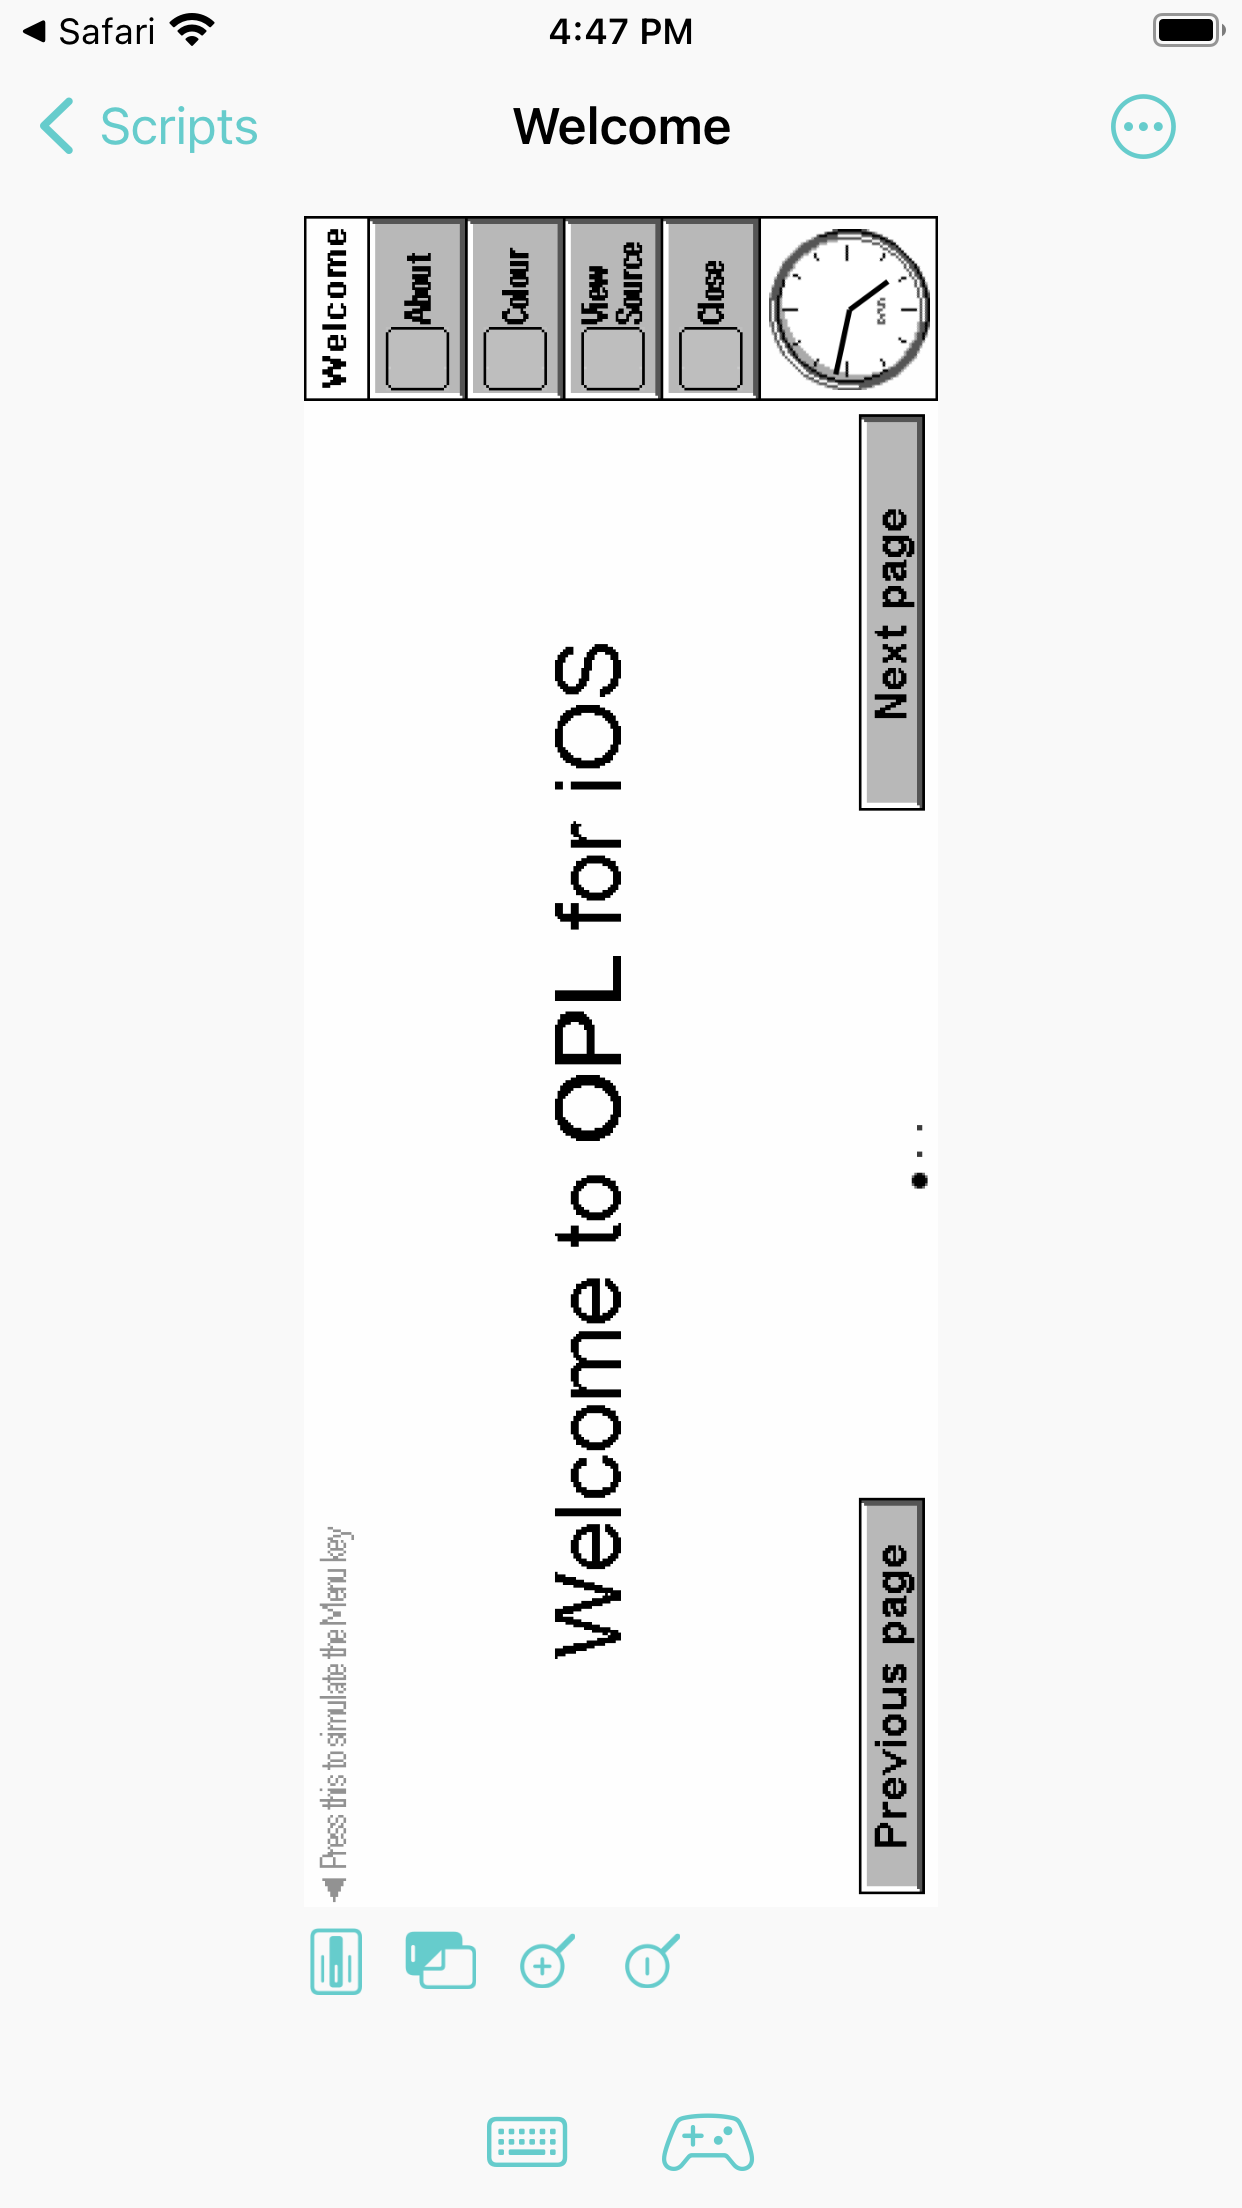 Safari
4:47 PM
Scripts
Welcome
Press this to simulate the Menu key
Welcome to OPL for iOS
Previous page
Next page
Welcome
About
Colour
View
Source
Close